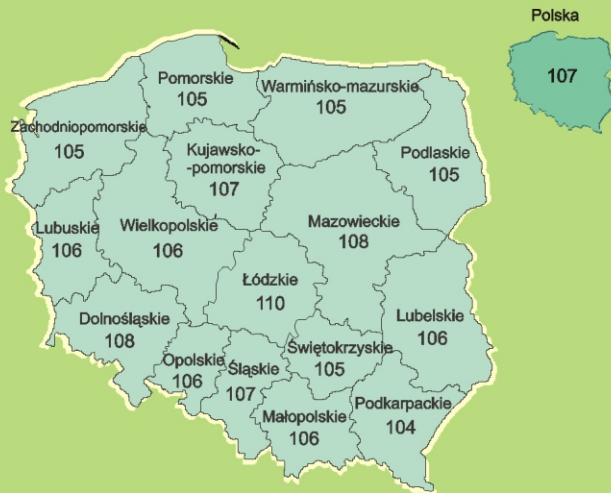 Polska
107
Pomorskie
105
Warmińsko-mazurskie
105
Zachodniopomorskie
105
Kujawsko-
-pomorskie
107
Podlaskie
105
Lubuskie
106
Wielkopolskie
106
Mazowieckie
108
Łódzkie
110
Dolnośląskie
108
Lubelskie
106
Opolskie
106
Śląskie
107
Świętokrzyskie
105
Małopolskie
106
Podkarpackie
104